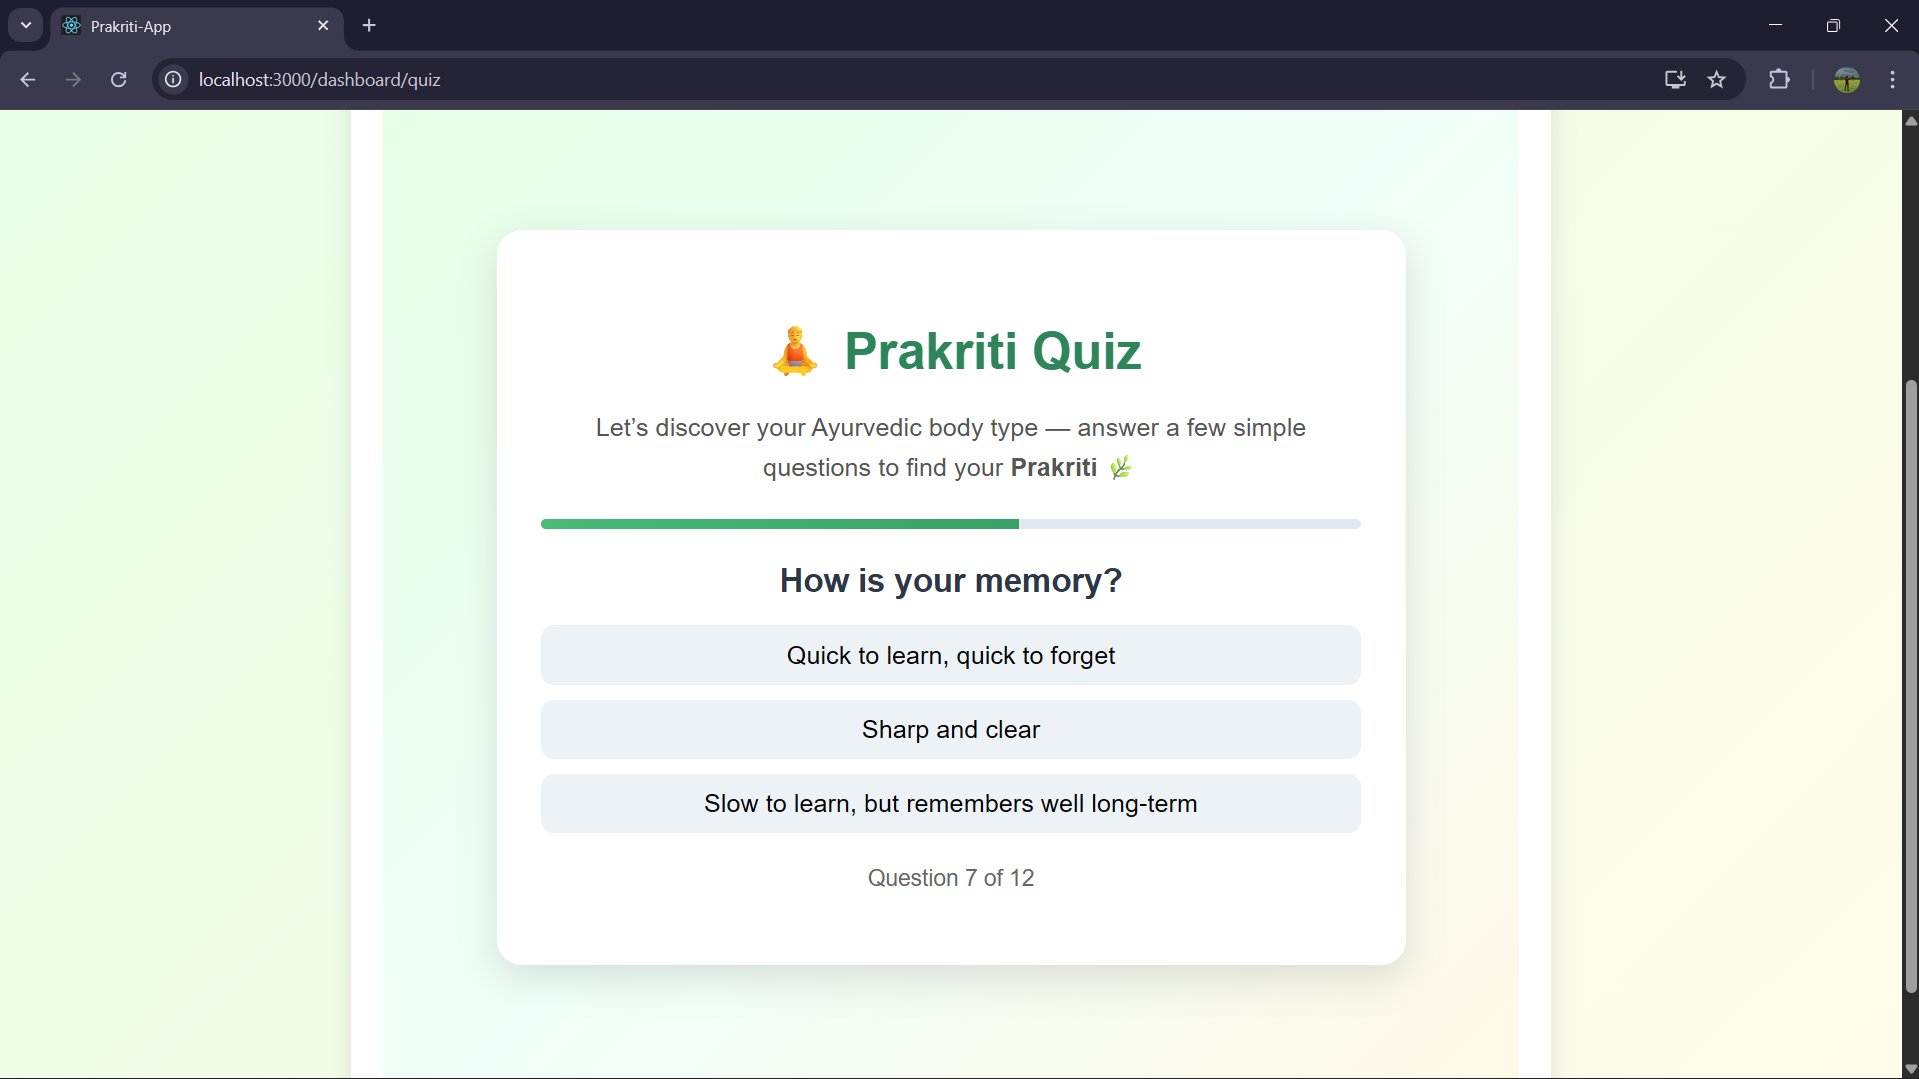 Prakriti-App
localhost:3000/dashboard/quiz
Prakriti Quiz
Let’s discover your Ayurvedic body type — answer a few simple
questions to find your Prakriti
How is your memory?
Quick to learn, quick to forget
Sharp and clear
Slow to learn, but remembers well long-term
Question 7 of 12